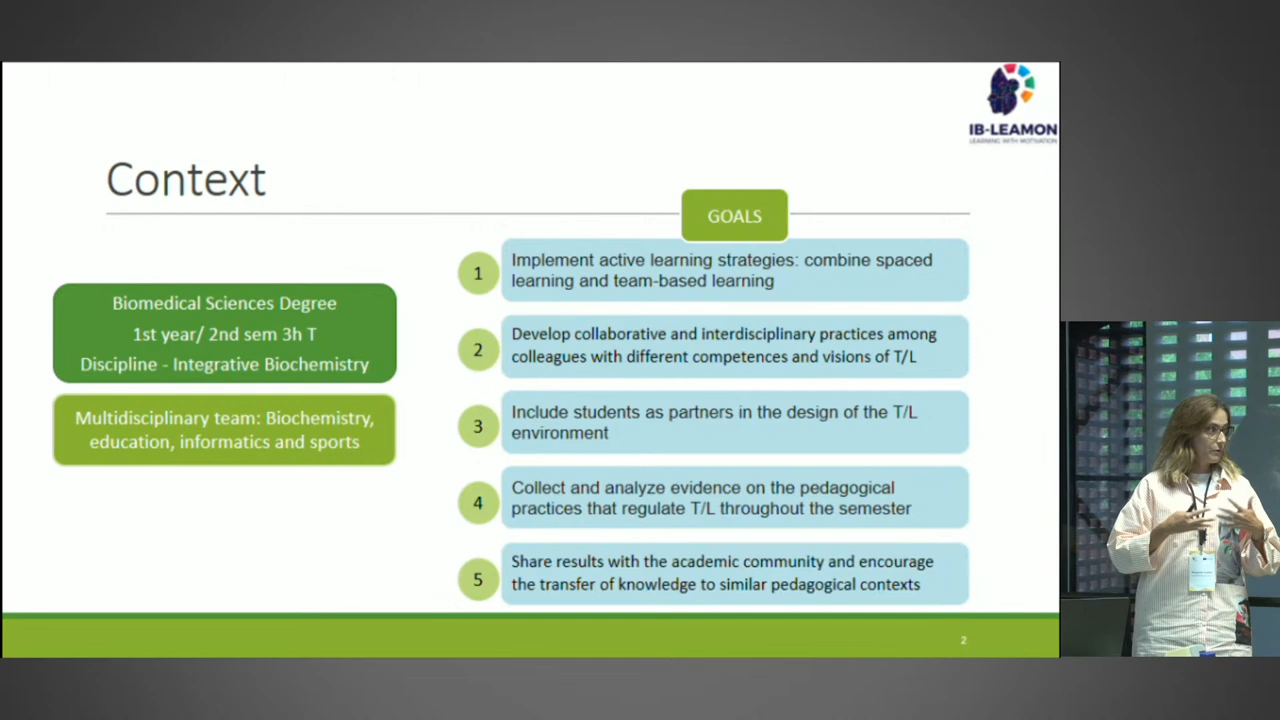 IB-LEAMON
LEARNING WITH MOTIVATION
Context
GOALS
Biomedical Sciences Degree
1st year/ 2nd sem 3h T
Discipline - Integrative Biochemistry
Multidisciplinary team: Biochemistry,
education, informatics and sports
1
Implement active learning strategies: combine spaced
learning and team-based learning
2
Develop collaborative and interdisciplinary practices among
colleagues with different competences and visions of T/L
3
Include students as partners in the design of the T/L
environment
4
Collect and analyze evidence on the pedagogical
practices that regulate T/L throughout the semester
5
Share results with the academic community and encourage
the transfer of knowledge to similar pedagogical contexts
2